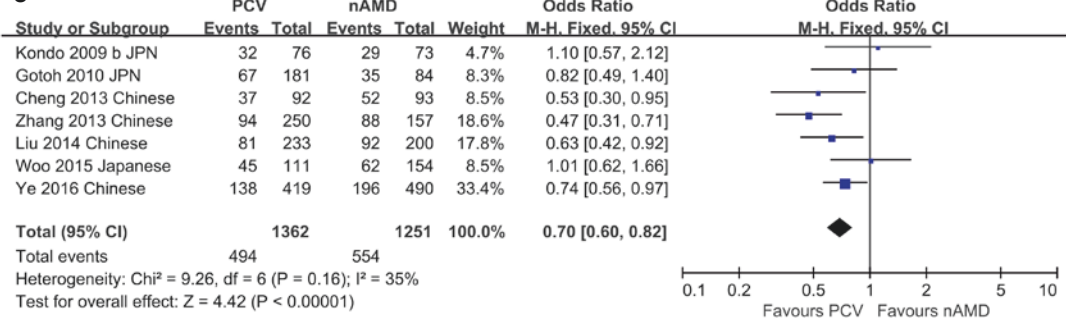 PCV nAMD Odds Ratio Odds Ratio
Study or Subgroup Events Total Events Total Weight M-H. Fixed. 95% CI M-H. Fixed. 95% CI
Kondo 2009 b JPN 32 76 29 73 4.7% 1.10 [0.57, 2.12]
Gotoh 2010 JPN 67 181 35 84 8.3% 0.82 [0.49, 1.40]
Cheng 2013 Chinese 37 92 52 93 8.5% 0.53 [0.30, 0.95]
Zhang 2013 Chinese 94 250 88 157 18.6% 0.47 [0.31, 0.71]
Liu 2014 Chinese 81 233 92 200 17.8% 0.63 [0.42, 0.92]
Woo 2015 Japanese 45 111 62 154 8.5% 1.01 [0.62, 1.66]
Ye 2016 Chinese 138 419 196 490 33.4% 0.74 [0.56, 0.97]
Total (95% CI) 1362 1251 100.0% 0.70 [0.60, 0.82]
Total events 494 554
Heterogeneity: Chi² = 9.26, df = 6 (P = 0.16); I² = 35%
Test for overall effect: Z = 4.42 (P < 0.00001)
0.1 0.2 0.5 1 2 5 10
Favours PCV Favours nAMD